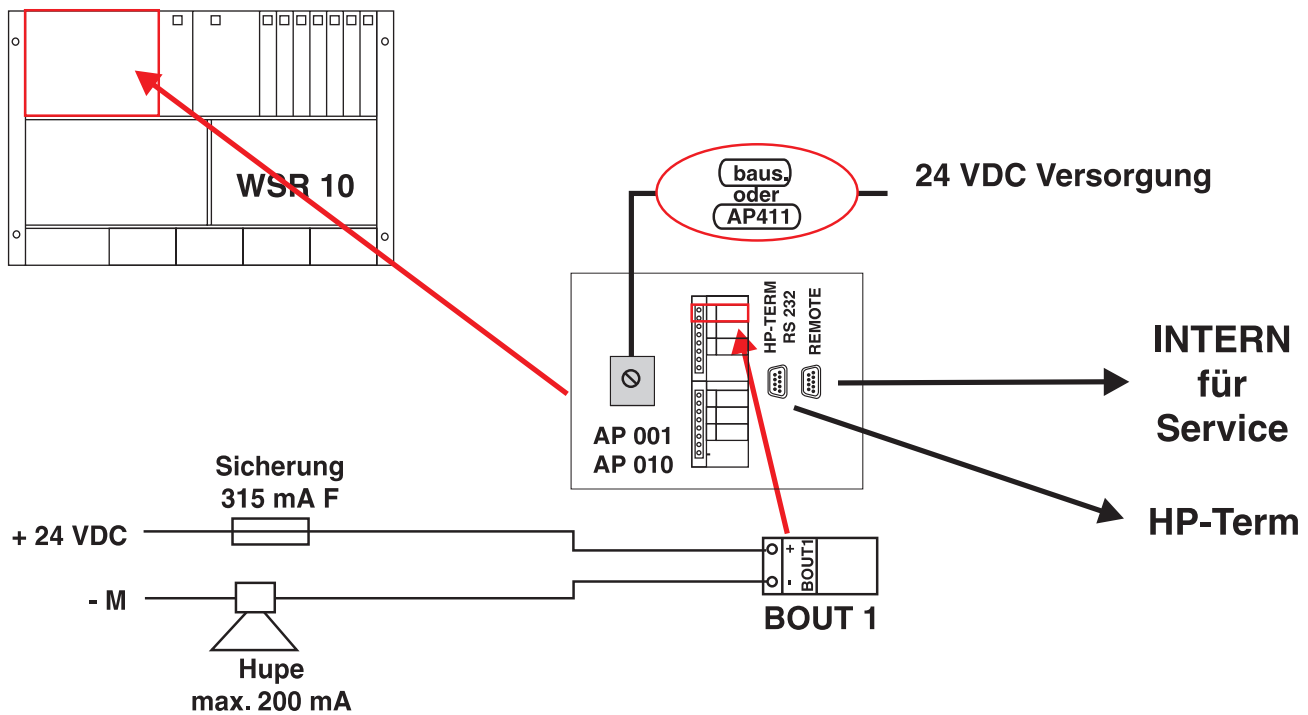 WSR 10
baus.
oder
AP411
24 VDC Versorgung
HP-TERM
RS 232
REMOTE
INTERN
für
Service
HP-Term
AP 001
AP 010
Sicherung
315 mA F
+ 24 VDC
- M
+
-
BOUT1
BOUT 1
Hupe
max. 200 mA